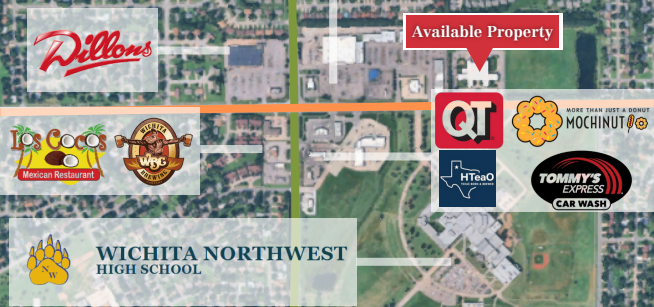 Dillons
Available Property
QT
MORE THAN JUST A DONUT
MOCHINUT
Los Cocos
Mexican Restaurant
WICHITA
WBC
BREWING
HTeaO
TOMMY'S
EXPRESS
CAR WASH
NW
WICHITA NORTHWEST
HIGH SCHOOL